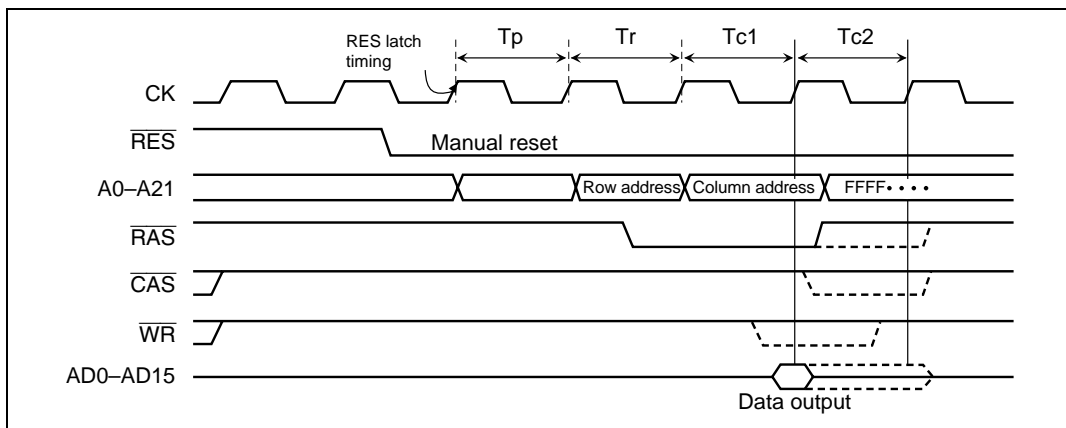 RES latch
timing
Tp
Tr
Tc1
Tc2
CK
RES
Manual reset
A0–A21
Row address
Column address
FFFF • • • •
RAS
CAS
WR
AD0–AD15
Data output